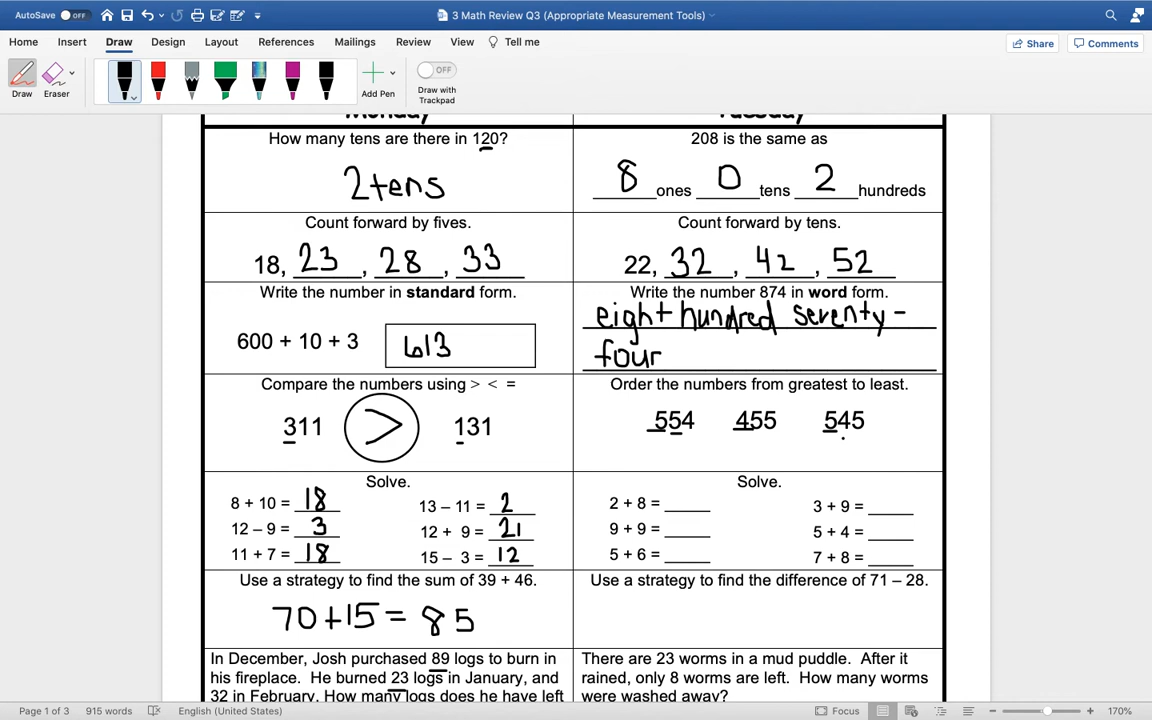 AutoSave OFF
3 Math Review Q3 (Appropriate Measurement Tools)
Home Insert Draw Design Layout References Mailings Review View Tell me
Share Comments
OFF
Draw Eraser Add Pen Draw with Trackpad
Monday Tuesday
How many tens are there in 120?
2 tens
208 is the same as
8 ones 0 tens 2 hundreds
Count forward by fives.
18, 23, 28, 33
Count forward by tens.
22, 32, 42, 52
Write the number in standard form.
600 + 10 + 3 613
Write the number 874 in word form.
eight hundred seventy-
four
Compare the numbers using > < =
311 > 131
Order the numbers from greatest to least.
554 455 545
Solve.
8 + 10 = 18 13 – 11 = 2
12 – 9 = 3 12 + 9 = 21
11 + 7 = 18 15 – 3 = 12
Solve.
2 + 8 = 3 + 9 =
9 + 9 = 5 + 4 =
5 + 6 = 7 + 8 =
Use a strategy to find the sum of 39 + 46.
70 + 15 = 85
Use a strategy to find the difference of 71 – 28.
In December, Josh purchased 89 logs to burn in
his fireplace. He burned 23 logs in January, and
32 in February. How many logs does he have left
There are 23 worms in a mud puddle. After it
rained, only 8 worms are left. How many worms
were washed away?
Page 1 of 3 915 words English (United States) Focus 170%